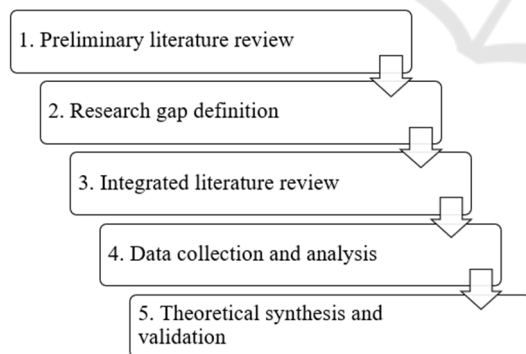 1. Preliminary literature review
2. Research gap definition
3. Integrated literature review
4. Data collection and analysis
5. Theoretical synthesis and
validation